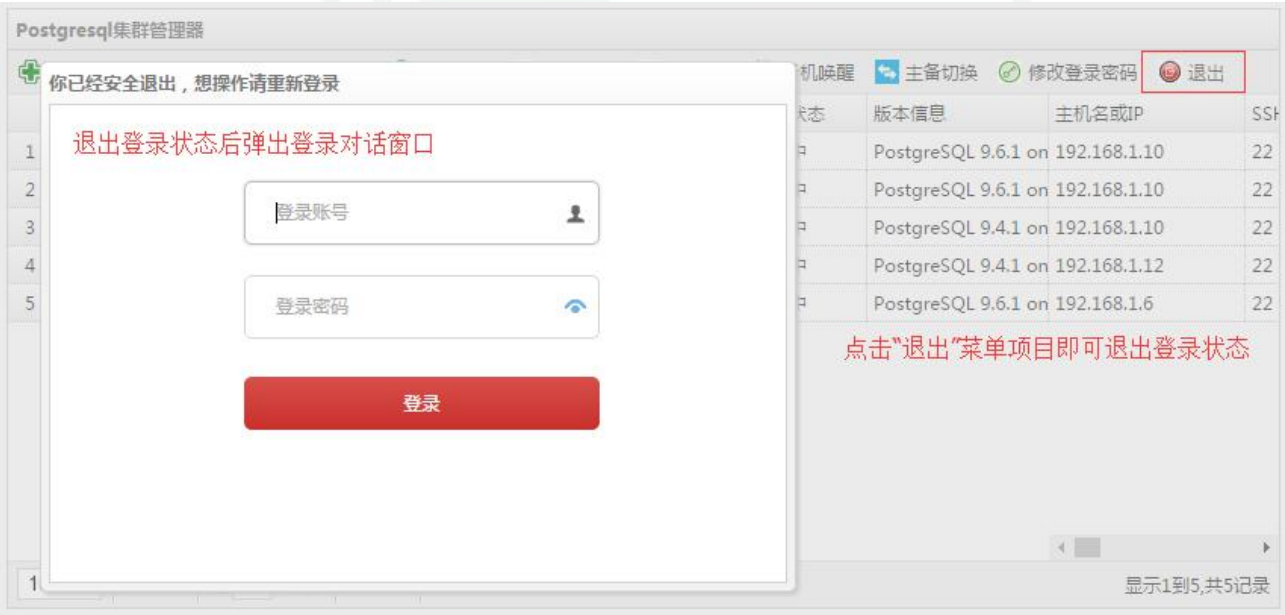 Postgresql集群管理器
机唤醒 主备切换 修改登录密码 退出
你已经安全退出，想操作请重新登录
状态 版本信息 主机名或IP SSH
退出登录状态后弹出登录对话窗口
1 中 PostgreSQL 9.6.1 on 192.168.1.10 22
2 中 PostgreSQL 9.6.1 on 192.168.1.10 22
登录账号
3 中 PostgreSQL 9.4.1 on 192.168.1.10 22
4 中 PostgreSQL 9.4.1 on 192.168.1.12 22
5 中 PostgreSQL 9.6.1 on 192.168.1.6 22
登录密码
点击"退出"菜单项目即可退出登录状态
登录
1
显示1到5,共5记录